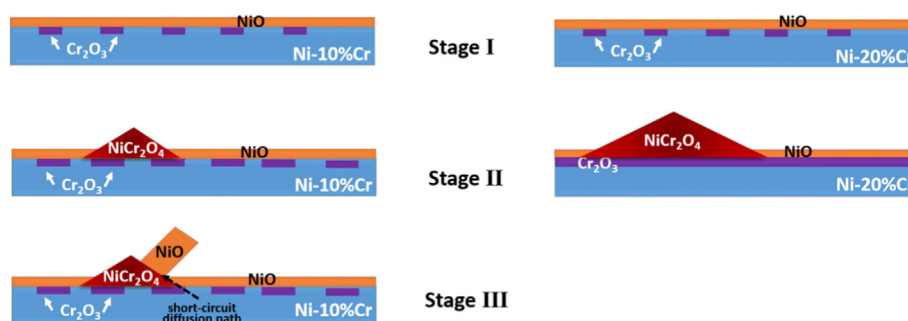 NiO
Cr₂O₃
Ni-10%Cr
Stage I
NiO
Cr₂O₃
Ni-20%Cr
NiCr₂O₄
NiO
Cr₂O₃
Ni-10%Cr
Stage II
NiCr₂O₄
NiO
Cr₂O₃
Ni-20%C
NiO
NiCr₂O₄
NiO
Cr₂O₃
short-circuit
diffusion path
Ni-10%Cr
Stage III